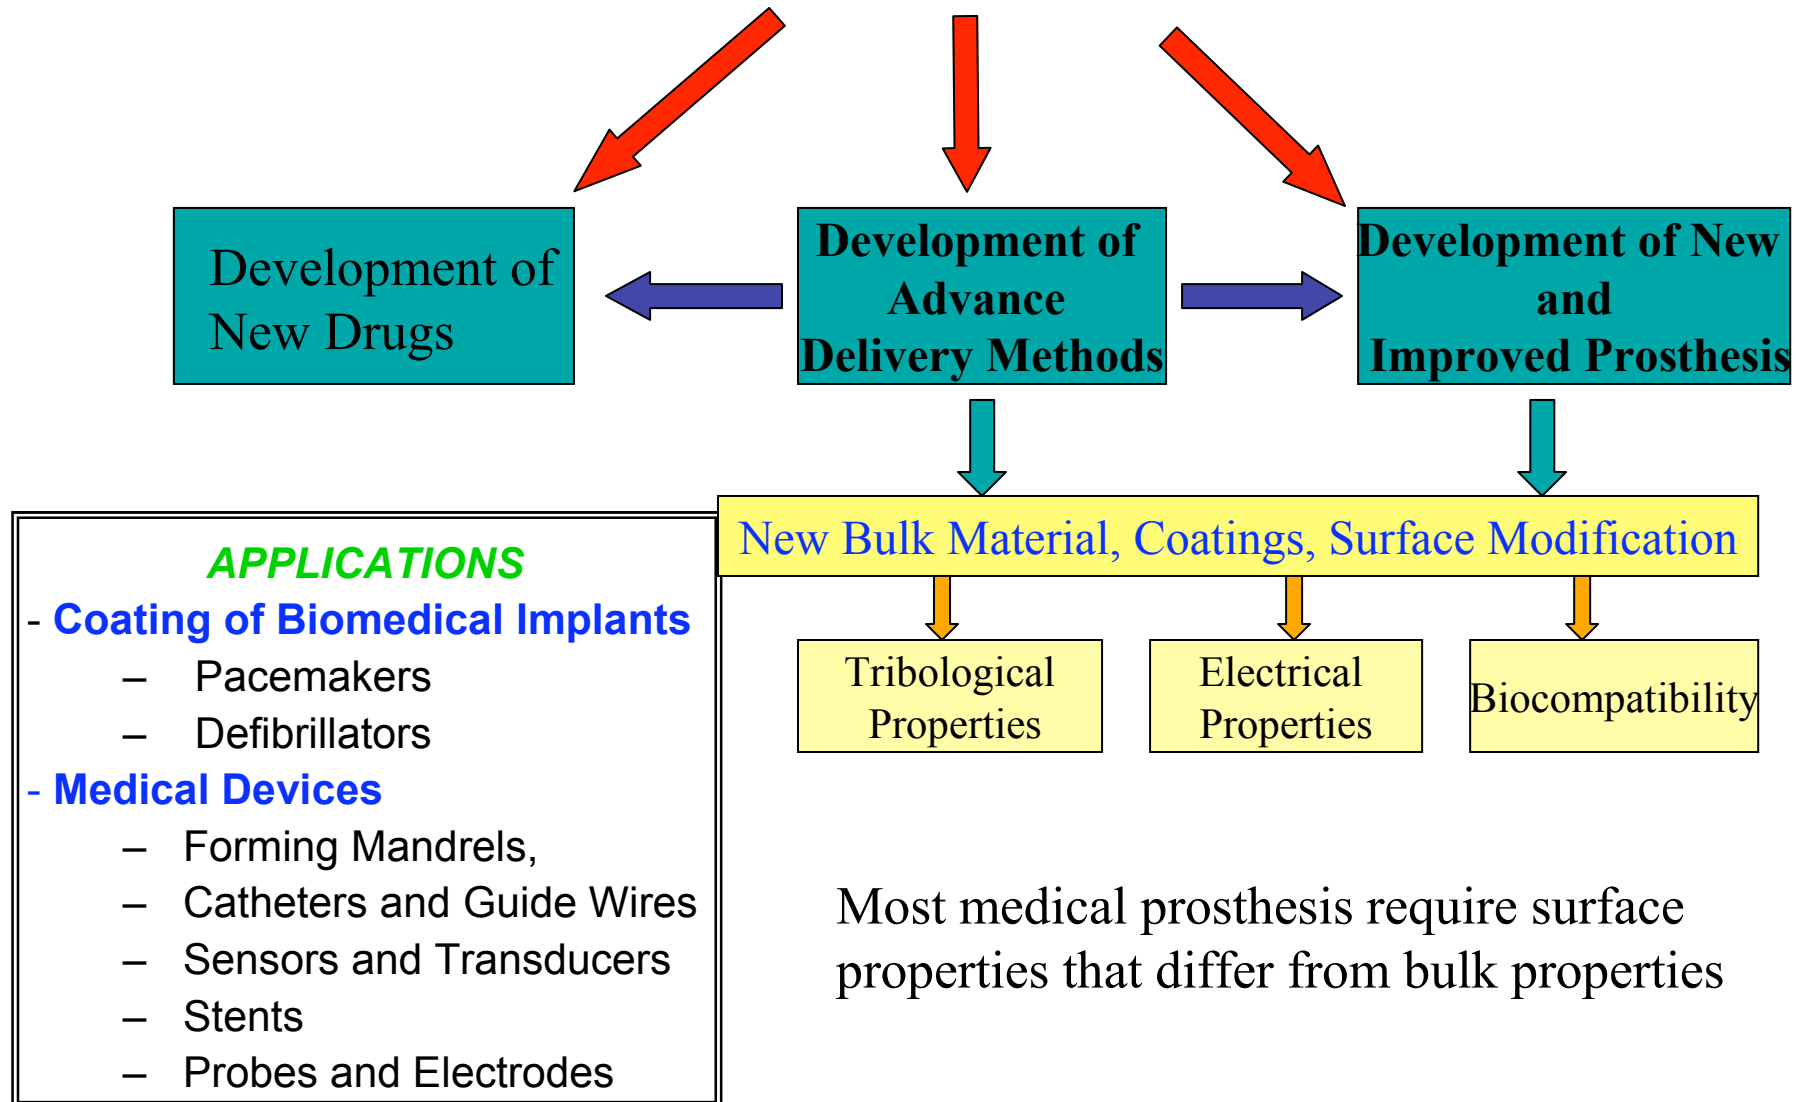 Development of
New Drugs
Development of
Advance
Delivery Methods
Development of New
and
Improved Prosthesis
New Bulk Material, Coatings, Surface Modification
Tribological
Properties
Electrical
Properties
Biocompatibility
APPLICATIONS
- Coating of Biomedical Implants
– Pacemakers
– Defibrillators
- Medical Devices
– Forming Mandrels,
– Catheters and Guide Wires
– Sensors and Transducers
– Stents
– Probes and Electrodes
Most medical prosthesis require surface
properties that differ from bulk properties